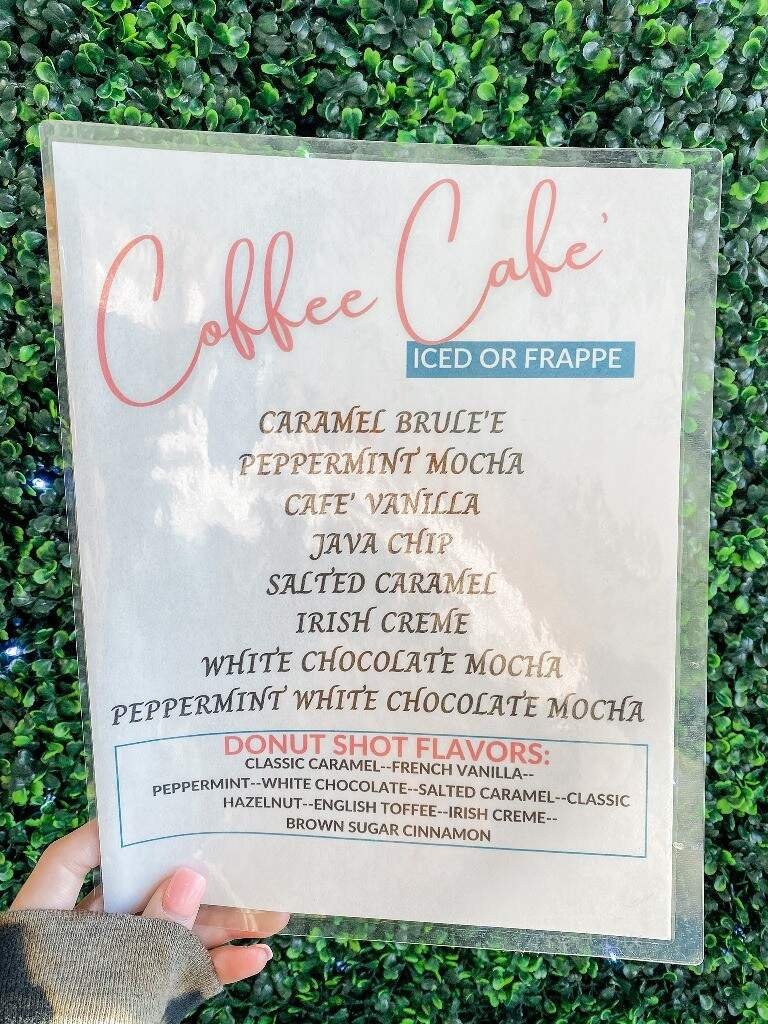 Coffee Cafe'
ICED OR FRAPPE
CARAMEL BRULE'E
PEPPERMINT MOCHA
CAFE' VANILLA
JAVA CHIP
SALTED CARAMEL
IRISH CREME
WHITE CHOCOLATE MOCHA
PEPPERMINT WHITE CHOCOLATE MOCHA
DONUT SHOT FLAVORS:
CLASSIC CARAMEL--FRENCH VANILLA--
PEPPERMINT--WHITE CHOCOLATE--SALTED CARAMEL--CLASSIC
HAZELNUT--ENGLISH TOFFEE--IRISH CREME--
BROWN SUGAR CINNAMON